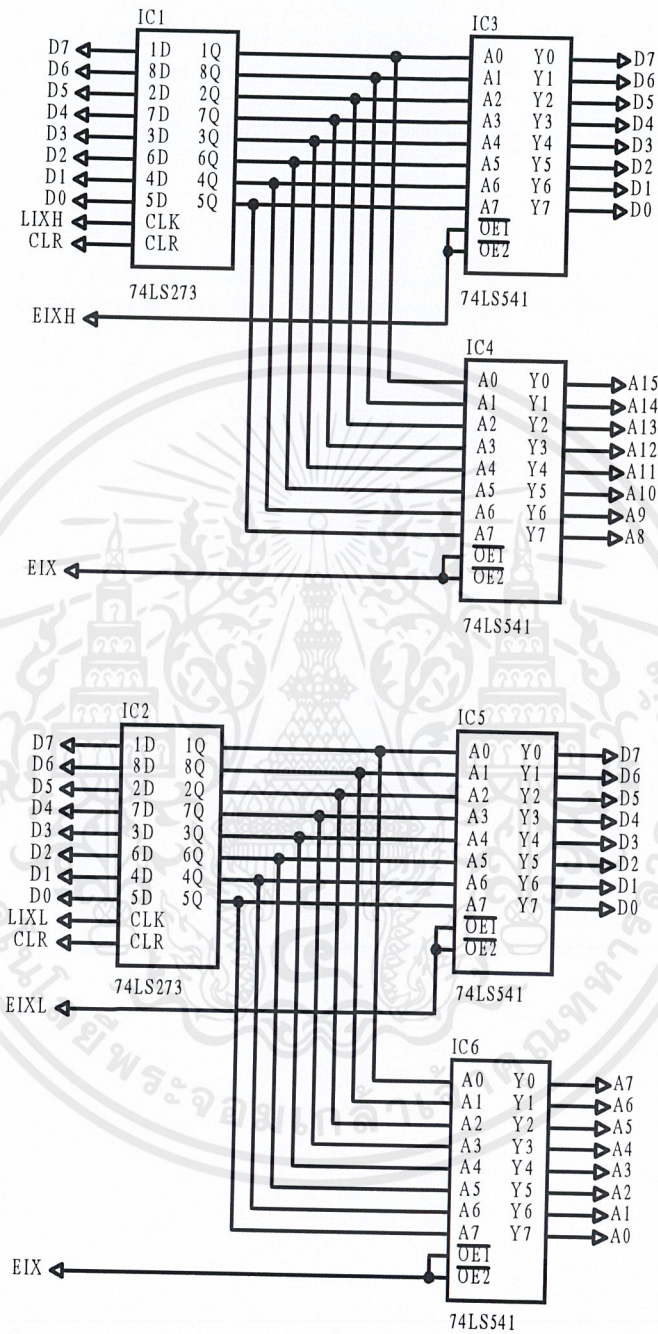 IC1
D7 1D 1Q
D6 8D 8Q
D5 2D 2Q
D4 7D 7Q
D3 3D 3Q
D2 6D 6Q
D1 4D 4Q
D0 5D 5Q
LIXH CLK
CLR CLR
74LS273
IC3
A0 Y0 D7
A1 Y1 D6
A2 Y2 D5
A3 Y3 D4
A4 Y4 D3
A5 Y5 D2
A6 Y6 D1
A7 Y7 D0
OE1
OE2
74LS541
EIXH
IC4
A0 Y0 A15
A1 Y1 A14
A2 Y2 A13
A3 Y3 A12
A4 Y4 A11
A5 Y5 A10
A6 Y6 A9
A7 Y7 A8
OE1
OE2
74LS541
EIX
IC2
D7 1D 1Q
D6 8D 8Q
D5 2D 2Q
D4 7D 7Q
D3 3D 3Q
D2 6D 6Q
D1 4D 4Q
D0 5D 5Q
LIXL CLK
CLR CLR
74LS273
IC5
A0 Y0 D7
A1 Y1 D6
A2 Y2 D5
A3 Y3 D4
A4 Y4 D3
A5 Y5 D2
A6 Y6 D1
A7 Y7 D0
OE1
OE2
74LS541
EIXL
IC6
A0 Y0 A7
A1 Y1 A6
A2 Y2 A5
A3 Y3 A4
A4 Y4 A3
A5 Y5 A2
A6 Y6 A1
A7 Y7 A0
OE1
OE2
74LS541
EIX